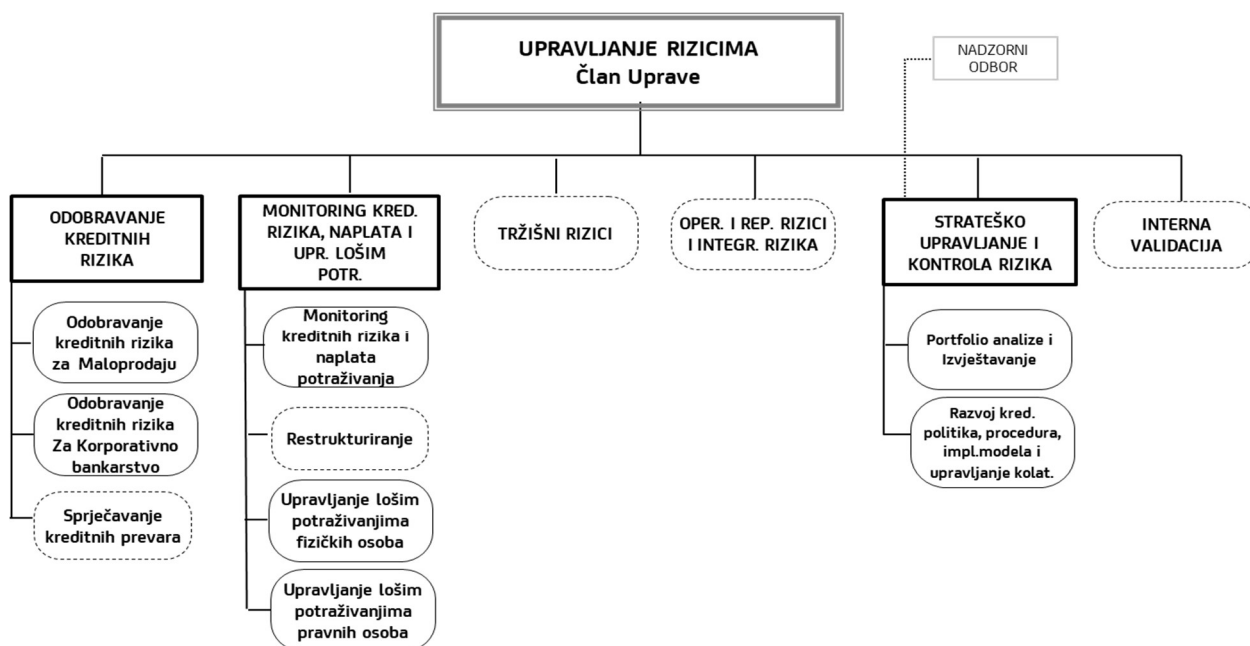 UPRAVLJANJE RIZICIMA
Član Uprave
NADZORNI
ODBOR
ODOBRAVANJE
KREDITNIH
RIZIKA
MONITORING KRED.
RIZIKA, NAPLATA I
UPR. LOŠIM
POTR.
TRŽIŠNI RIZICI
OPER. I REP. RIZICI
I INTEGR. RIZIKA
STRATEŠKO
UPRAVLJANJE I
KONTROLA RIZIKA
INTERNA
VALIDACIJA
Odobravanje
kreditnih rizika
za Maloprodaju
Odobravanje
kreditnih rizika
Za Korporativno
bankarstvo
Sprječavanje
kreditnih prevara
Monitoring
kreditnih rizika i
naplata
potraživanja
Restrukturiranje
Upravljanje lošim
potraživanjima
fizičkih osoba
Upravljanje lošim
potraživanjima
pravnih osoba
Portfolio analize i
Izvještavanje
Razvoj kred.
politika, procedura,
impl.modela i
upravljanje kolat.